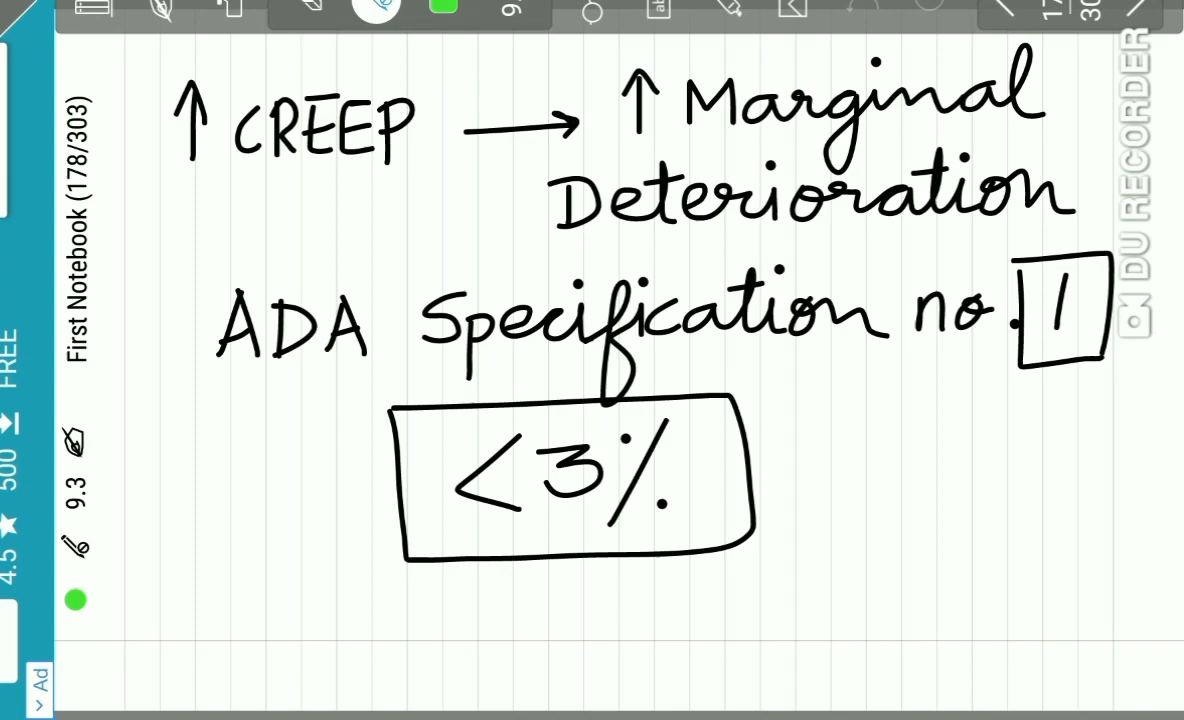 ↑ CREEP → ↑ Marginal
Deterioration
ADA Specification no. 1
<3%
First Notebook (178/303)
9.3
4.5 ★ 500 FREE
Ad
DU RECORDER